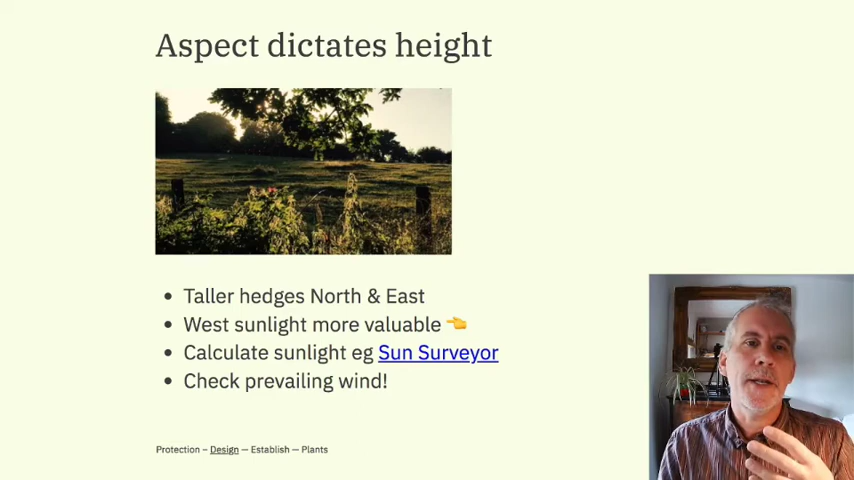 Aspect dictates height
Taller hedges North & East
West sunlight more valuable 👈
Calculate sunlight eg Sun Surveyor
Check prevailing wind!
Protection – Design — Establish — Plants